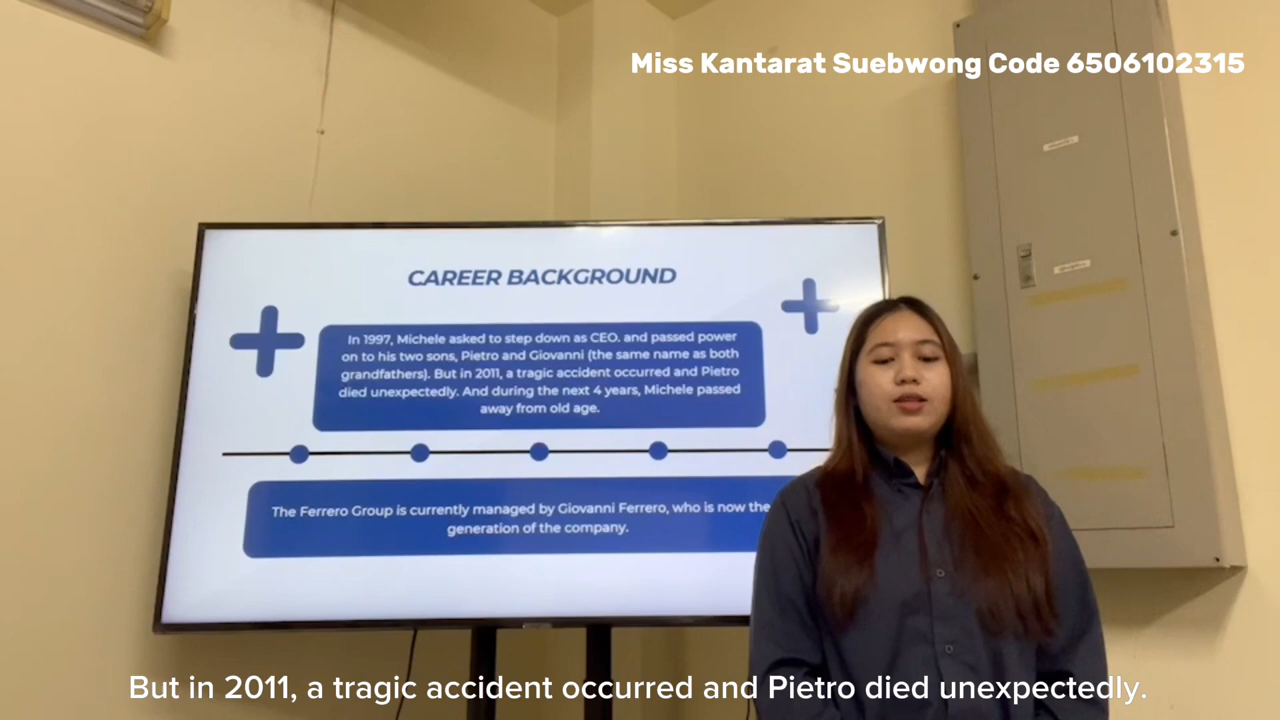 Miss Kantarat Suebwong Code 6506102315
CAREER BACKGROUND
In 1997, Michele asked to step down as CEO. and passed power
on to his two sons, Pietro and Giovanni (the same name as both
grandfathers). But in 2011, a tragic accident occurred and Pietro
died unexpectedly. And during the next 4 years, Michele passed
away from old age.
The Ferrero Group is currently managed by Giovanni Ferrero, who is now the
generation of the company.
But in 2011, a tragic accident occurred and Pietro died unexpectedly.